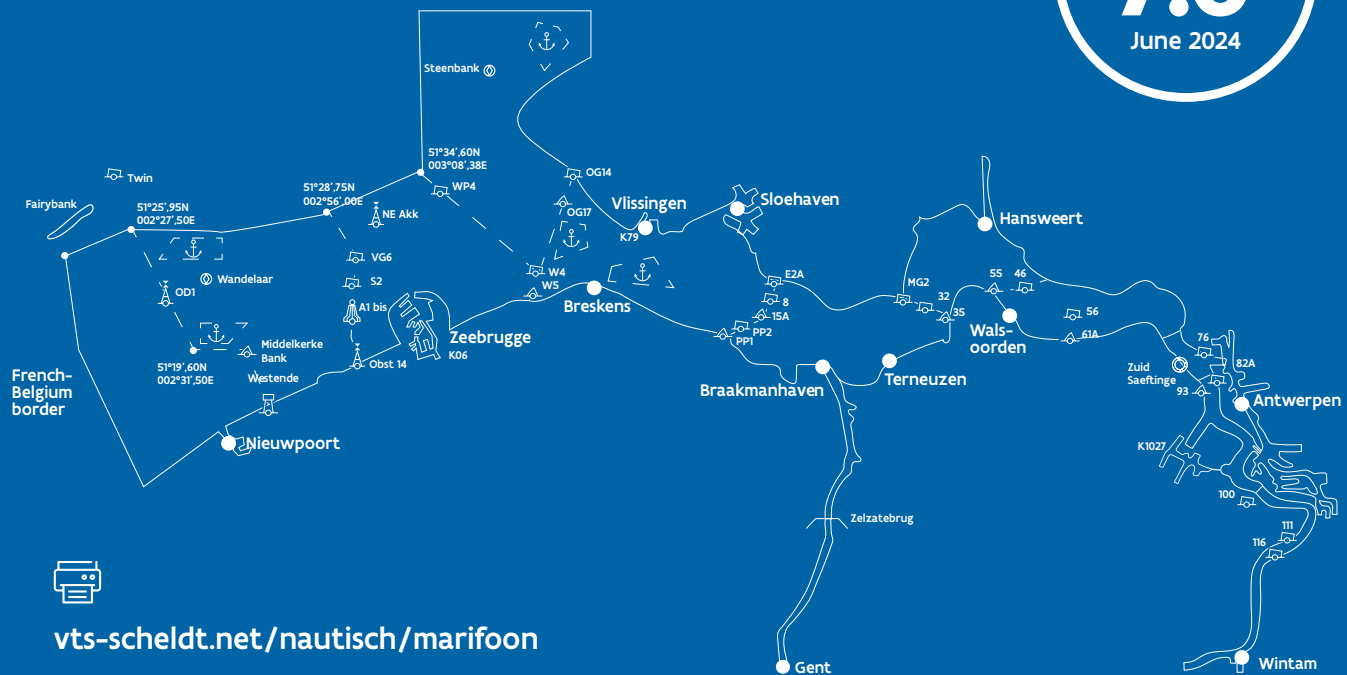 June 2024
Steenbank
51°34',60N
003°08',38E
WP4
OG14
OG17
Twin
Fairybank
51°25',95N
002°27',50E
51°28',75N
002°56',00E
NE Akk
Vlissingen
K79
Sloehaven
Hansweert
VG6
S2
A1 bis
Wandelaar
OD1
W4
W5
Breskens
E2A
8
15A
PP2
PP1
MG2
32
35
55
46
56
61A
Wals-
oorden
76
82A
Zuid
Saeftinge
93
Antwerpen
Zeebrugge
K06
Obst 14
Middelkerke
Bank
51°19',60N
002°31',50E
Westende
French-
Belgium
border
Nieuwpoort
Braakmanhaven
Terneuzen
K1027
100
111
116
Zelzatebrug
Gent
Wintam
vts-scheldt.net/nautisch/marifoon